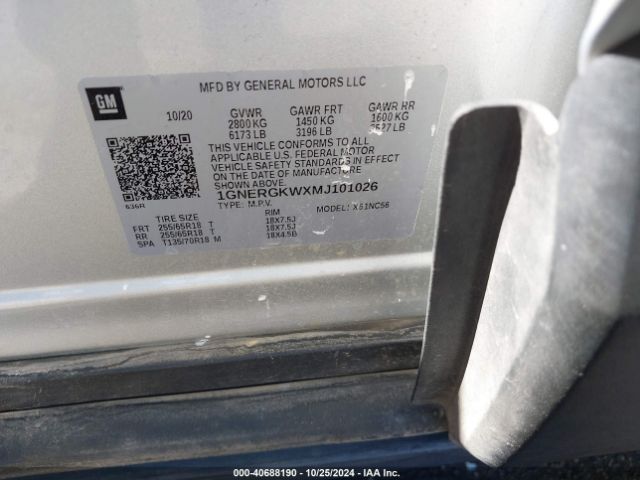 MFD BY GENERAL MOTORS LLC
GM
10/20 GVWR GAWR FRT GAWR RR
2800 KG 1450 KG 1600 KG
6173 LB 3196 LB 3527 LB
THIS VEHICLE CONFORMS TO ALL
APPLICABLE U.S. FEDERAL MOTOR
VEHICLE SAFETY STANDARDS IN EFFECT
ON THE DATE OF MANUFACTURE SHOWN ABOVE.
1GNERGKWXMJ101026
636R TYPE: M.P.V. MODEL: X51NC56
TIRE SIZE RIM
FRT 255/65R18 T 18X7.5J
RR 255/65R18 T 18X7.5J
SPA T135/70R18 M 18X4.5B
000-40688190 - 10/25/2024 - IAA Inc.